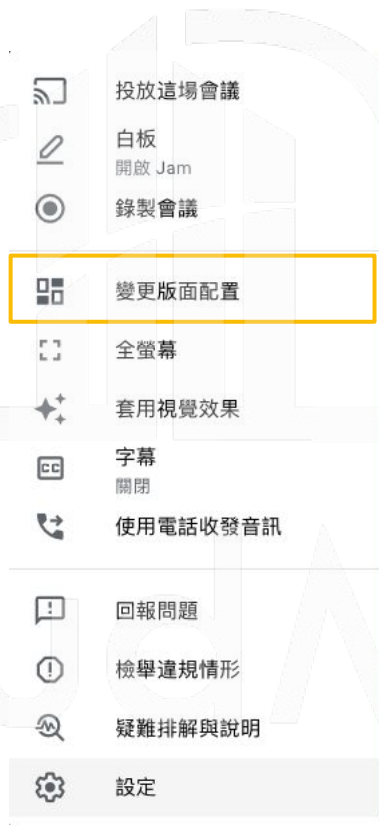 投放這場會議
白板
開啟 Jam
錄製會議
變更版面配置
全螢幕
套用視覺效果
CC
字幕
關閉
使用電話收發音訊
回報問題
檢舉違規情形
疑難排解與說明
設定